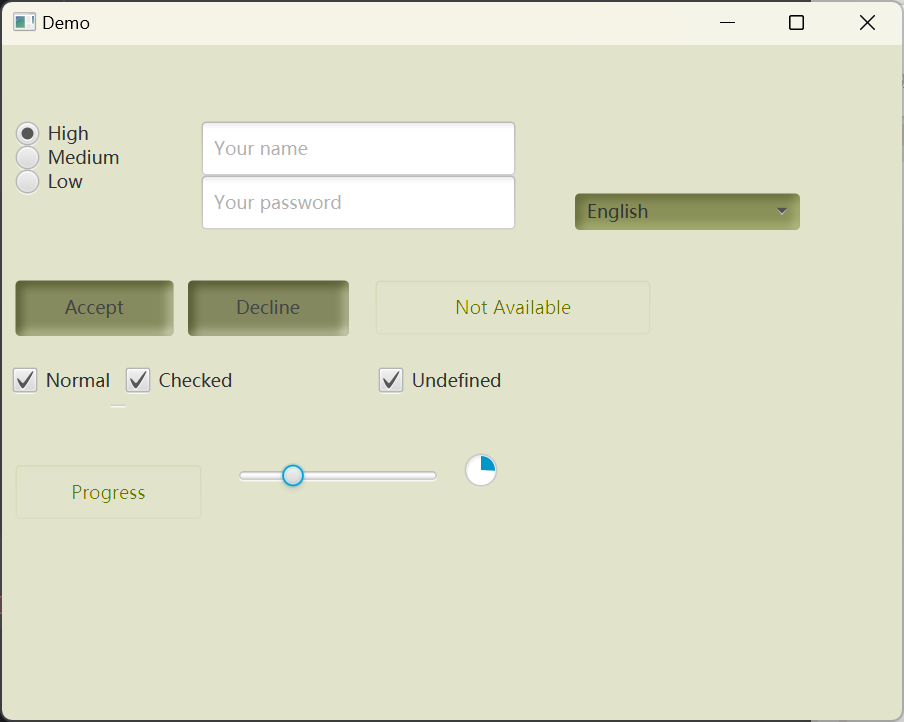 Demo
High
Medium
Low
Your name
Your password
English
Accept
Decline
Not Available
Normal
Checked
Undefined
Progress